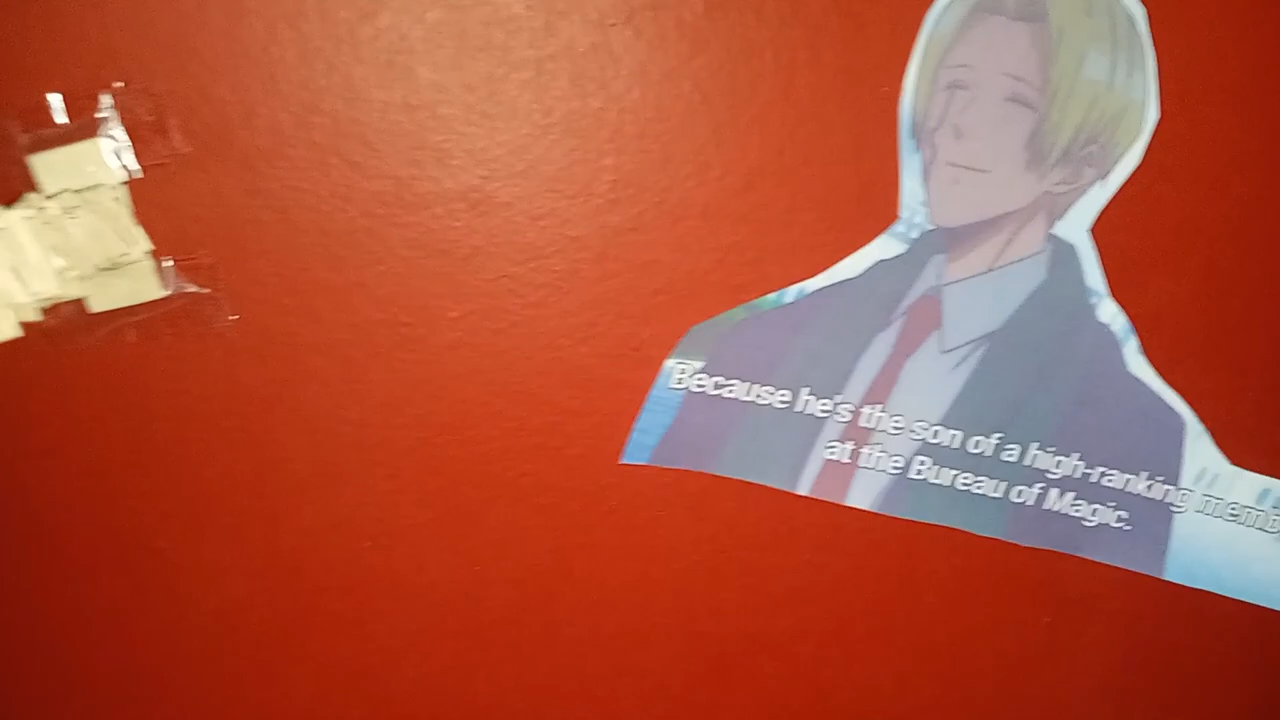 "Because he's the son of a high-ranking
at the Bureau of Magic.